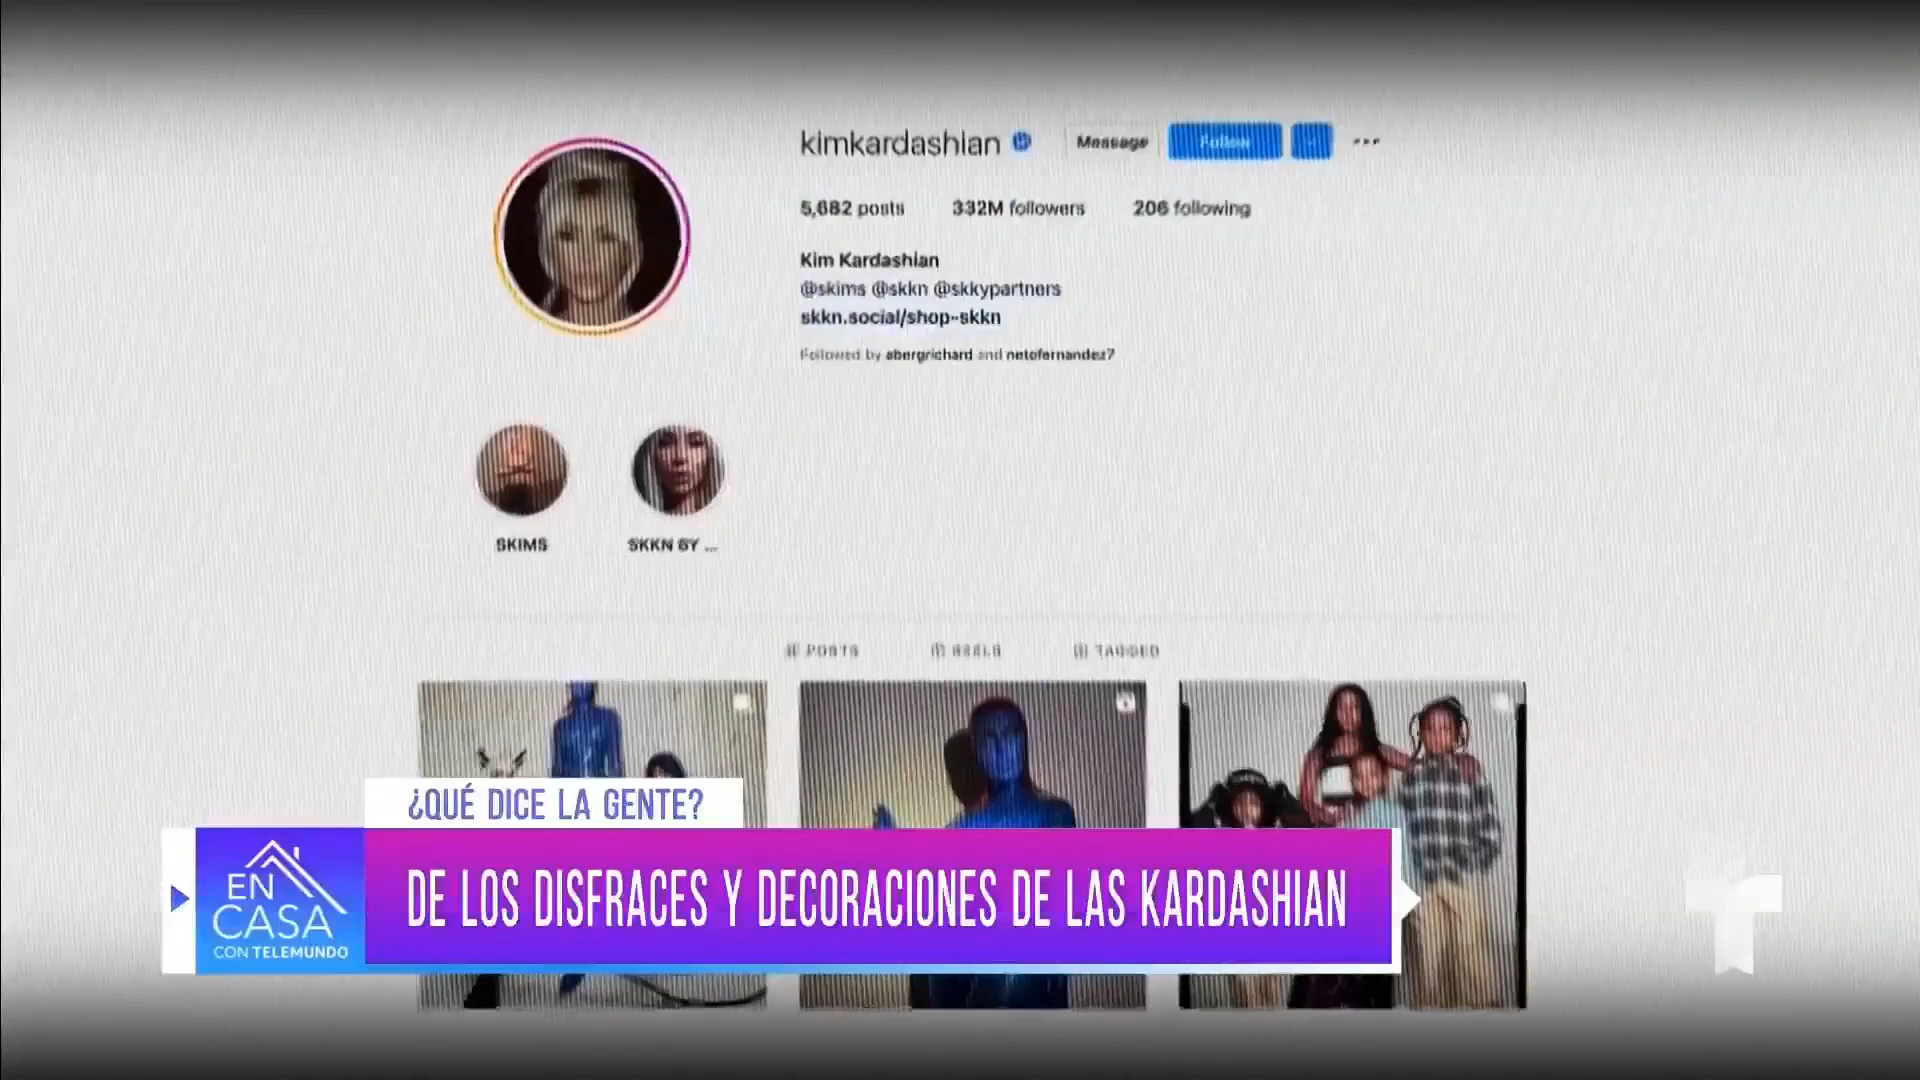 kimkardashian Message Follow
5,682 posts 332M followers 206 following
Kim Kardashian
@skims @skkn @skkypartners
skkn.social/shop-skkn
Followed by abergrichard and netofernandez7
SKIMS SKKN BY ...
POSTS REELS TAGGED
¿QUÉ DICE LA GENTE?
DE LOS DISFRACES Y DECORACIONES DE LAS KARDASHIAN
EN
CASA
CON TELEMUNDO